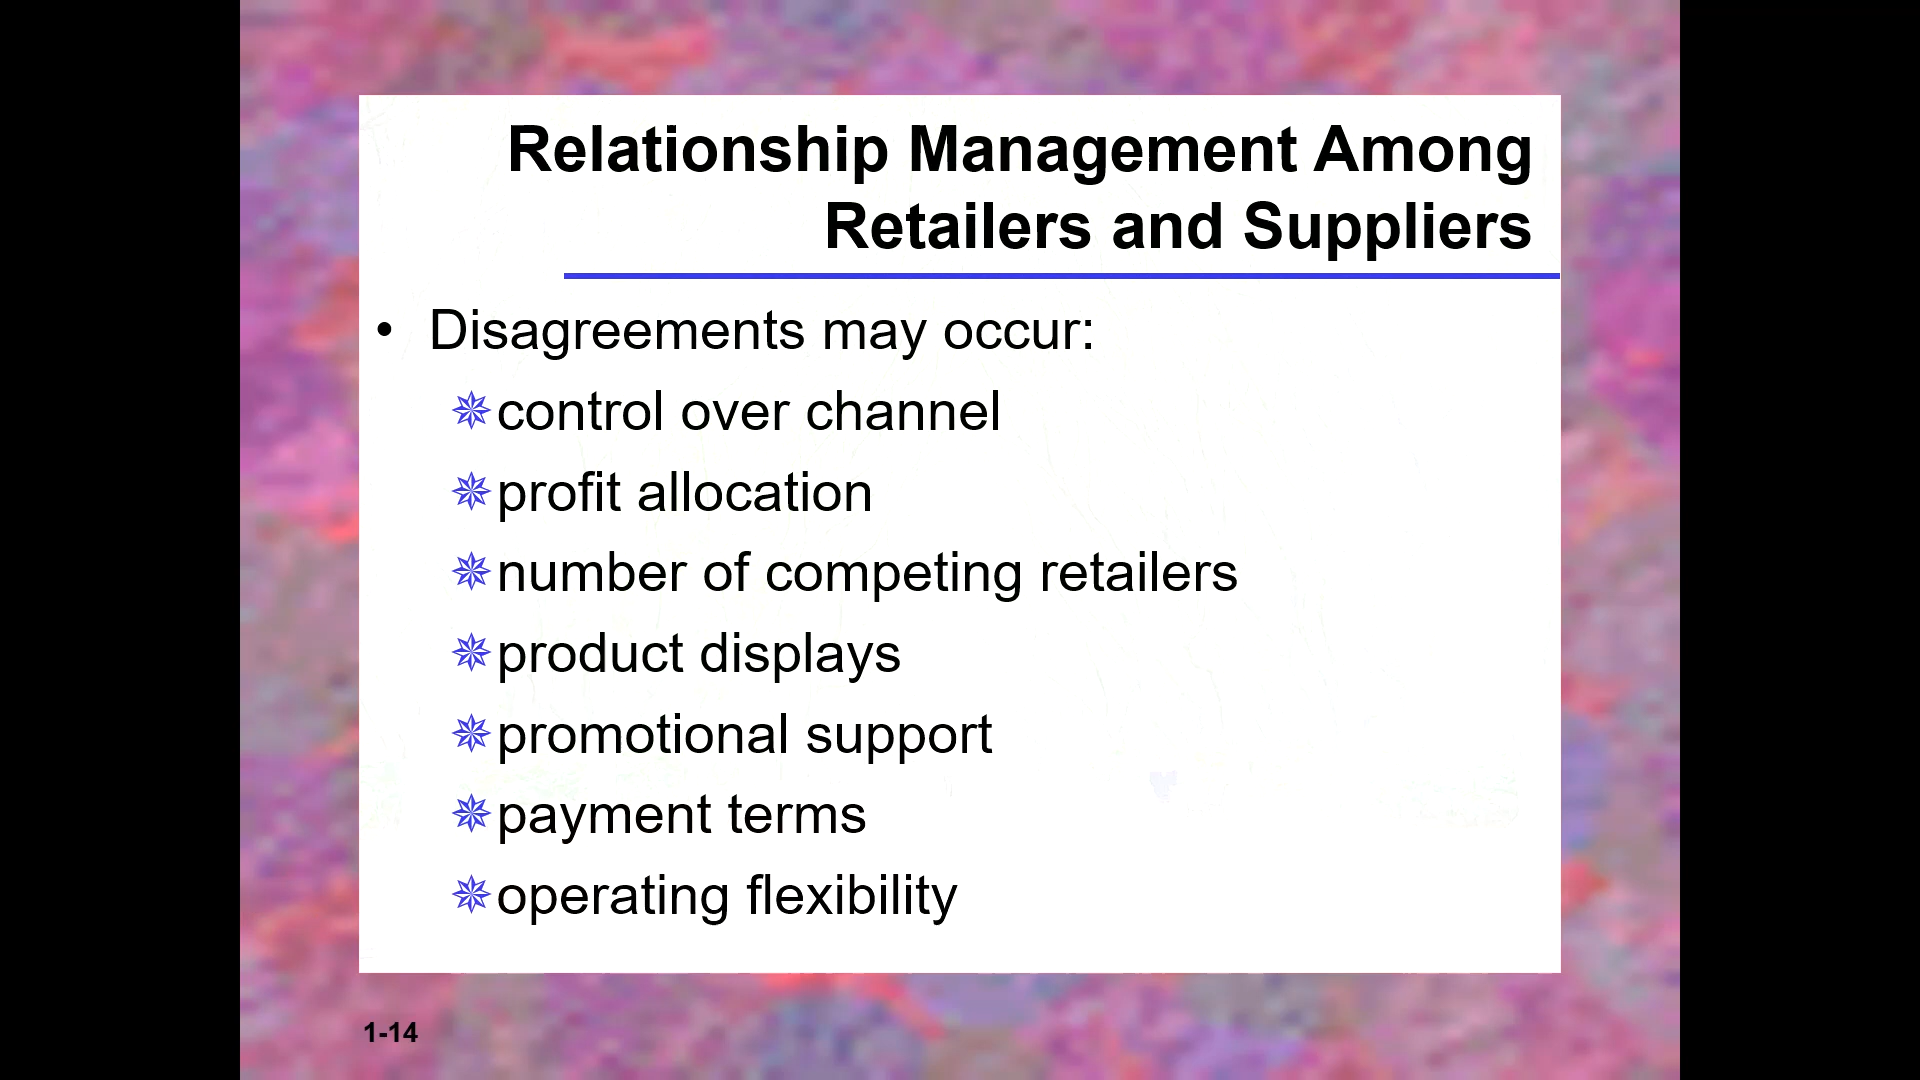 Relationship Management Among
Retailers and Suppliers
• Disagreements may occur:
control over channel
profit allocation
number of competing retailers
product displays
promotional support
payment terms
operating flexibility
1-14